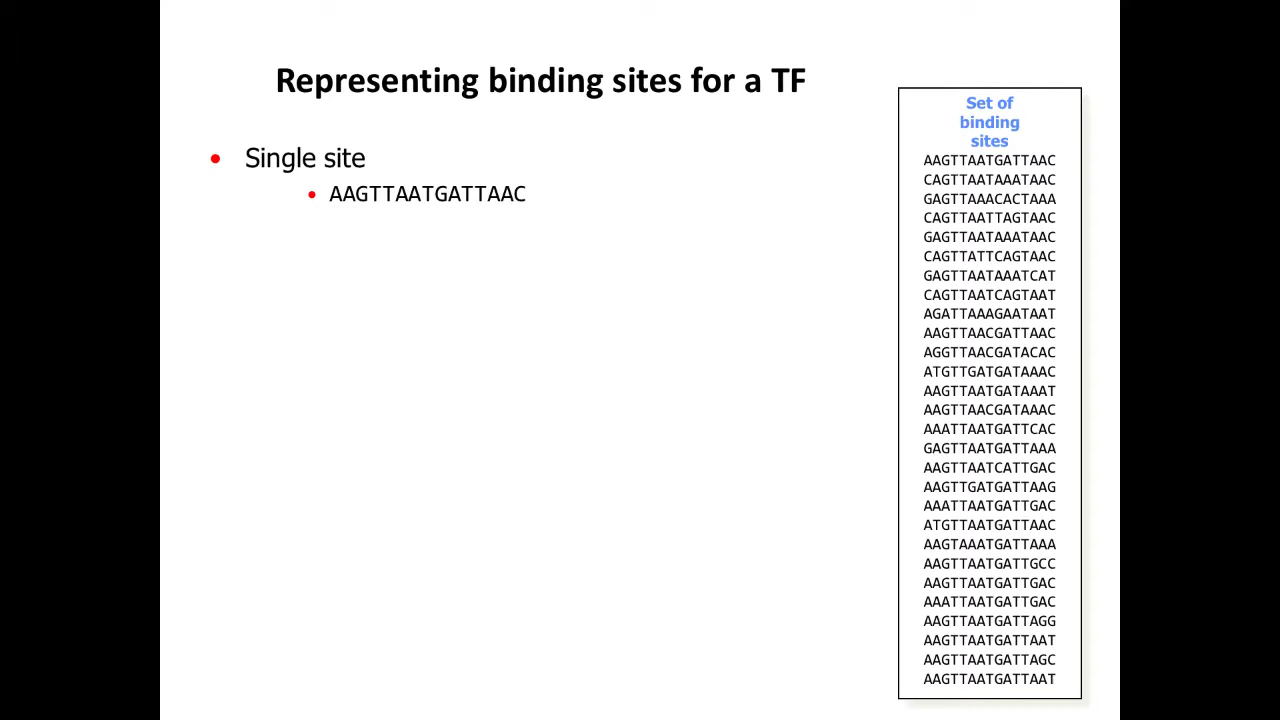 Representing binding sites for a TF
• Single site
• AAGTTAATGATTAAC
Set of
binding
sites
AAGTTAATGATTAAC
CAGTTAATAAATAAC
GAGTTAAACACTAAA
CAGTTAATTAGTAAC
GAGTTAATAAATAAC
CAGTTATTCAGTAAC
GAGTTAATAAATCAT
CAGTTAATCAGTAAT
AGATTAAAGAATAAT
AAGTTAACGATTAAC
AGGTTAACGATACAC
ATGTTGATGATAAAC
AAGTTAATGATAAAT
AAGTTAACGATAAAC
AAATTAATGATTCAC
GAGTTAATGATTAAA
AAGTTAATCATTGAC
AAGTTGATGATTAAG
AAATTAATGATTGAC
ATGTTAATGATTAAC
AAGTAAATGATTAAA
AAGTTAATGATTGCC
AAGTTAATGATTGAC
AAATTAATGATTGAC
AAGTTAATGATTAGG
AAGTTAATGATTAAT
AAGTTAATGATTAGC
AAGTTAATGATTAAT